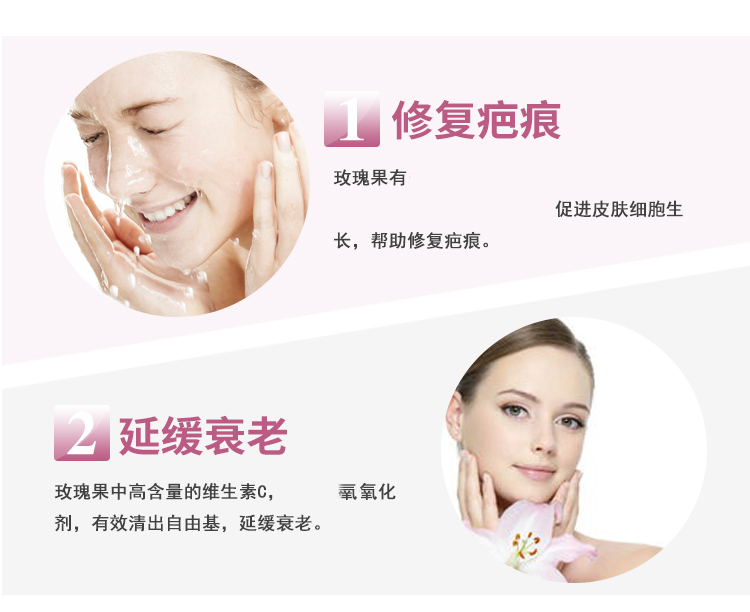 1 修复疤痕
玫瑰果有
促进皮肤细胞生
长，帮助修复疤痕。
2 延缓衰老
玫瑰果中高含量的维生素C， 氧化
剂，有效清出自由基，延缓衰老。